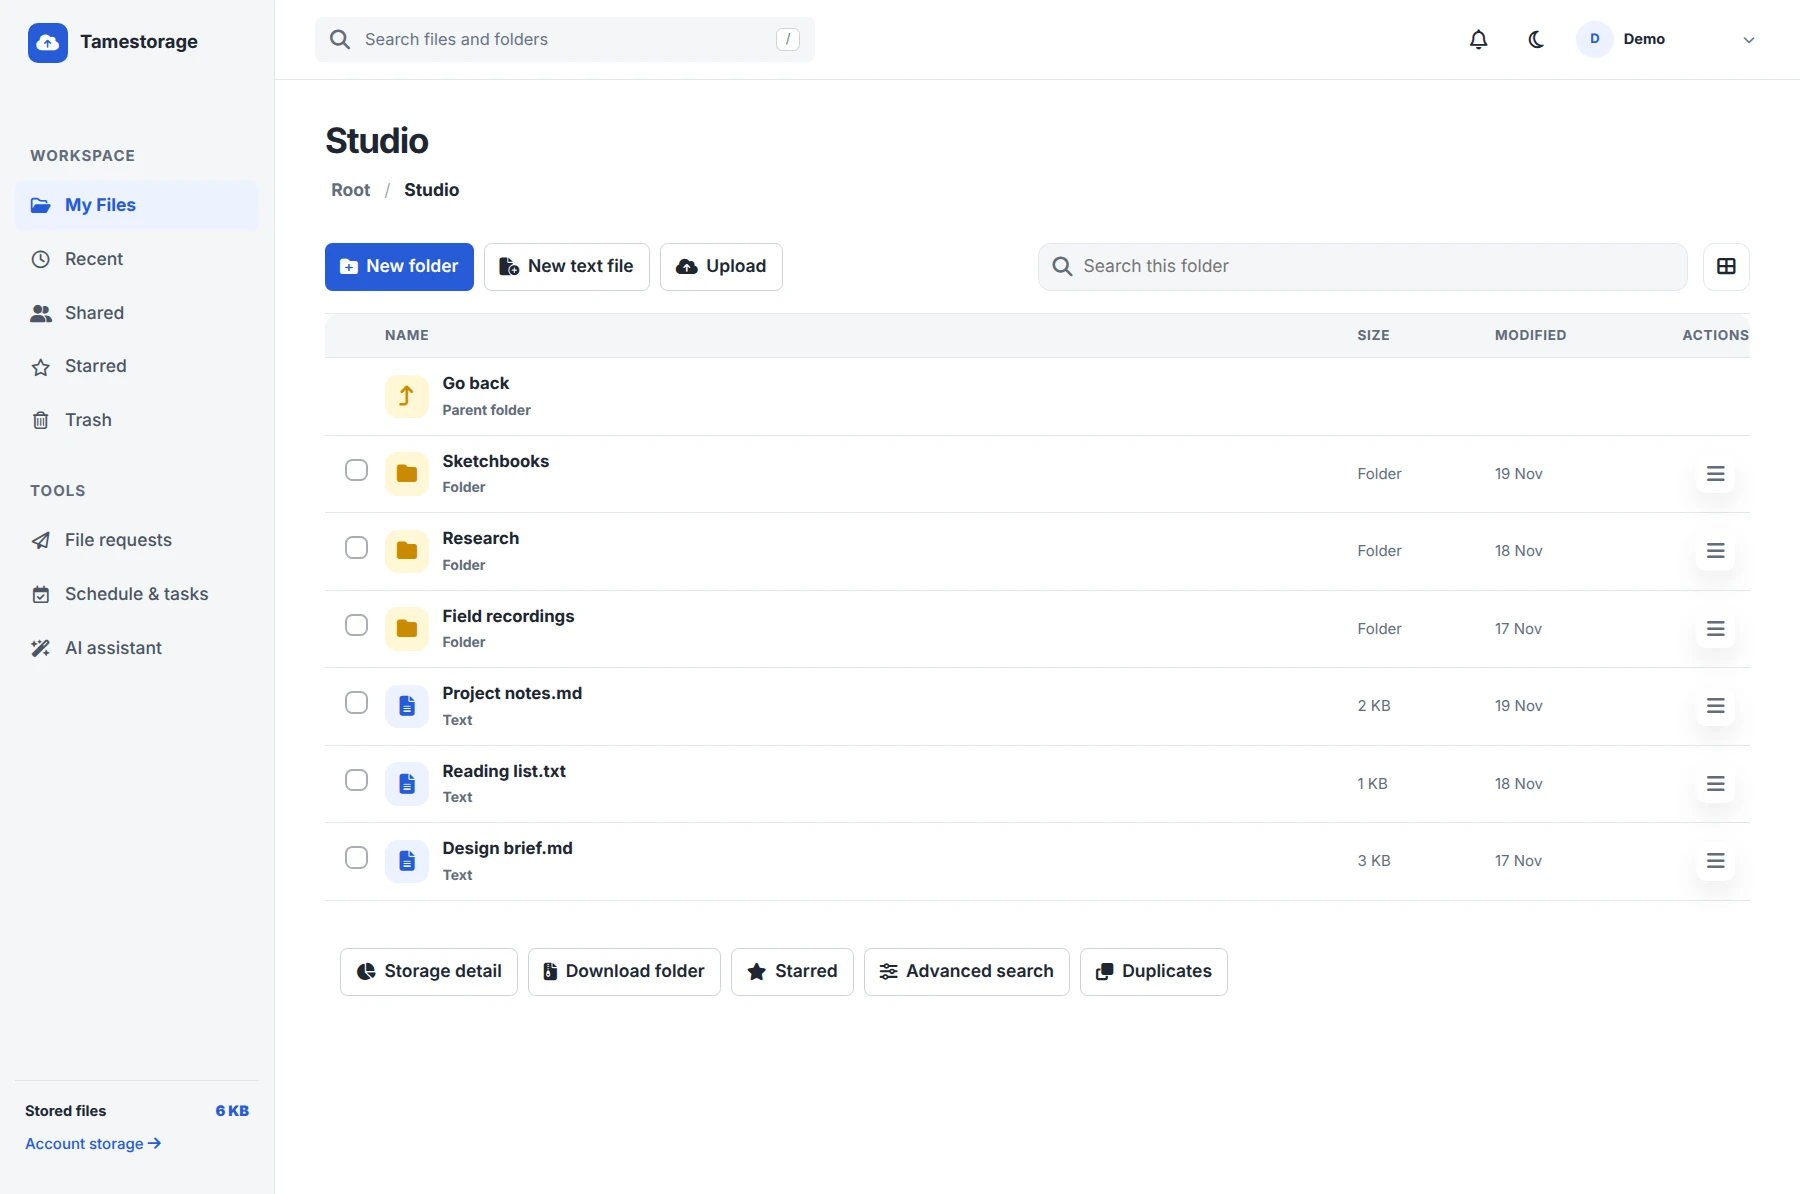 Tamestorage
Search files and folders /
D Demo
WORKSPACE
My Files
Recent
Shared
Starred
Trash
TOOLS
File requests
Schedule & tasks
AI assistant
Stored files 6 KB
Account storage
Studio
Root / Studio
New folder New text file Upload Search this folder
NAME SIZE MODIFIED ACTIONS
Go back
Parent folder
Sketchbooks
Folder Folder 19 Nov
Research
Folder Folder 18 Nov
Field recordings
Folder Folder 17 Nov
Project notes.md
Text 2 KB 19 Nov
Reading list.txt
Text 1 KB 18 Nov
Design brief.md
Text 3 KB 17 Nov
Storage detail Download folder Starred Advanced search Duplicates